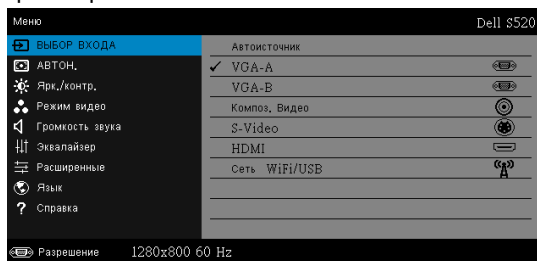 Меню Dell S520
ВЫБОР ВХОДА
АВТОН.
Ярк./контр.
Режим видео
Громкость звука
Эквалайзер
Расширенные
Язык
Справка
Автоисточник
VGA-A
VGA-B
Композ. Видео
S-Video
HDMI
Сеть WiFi/USB
Разрешение 1280x800 60 Hz